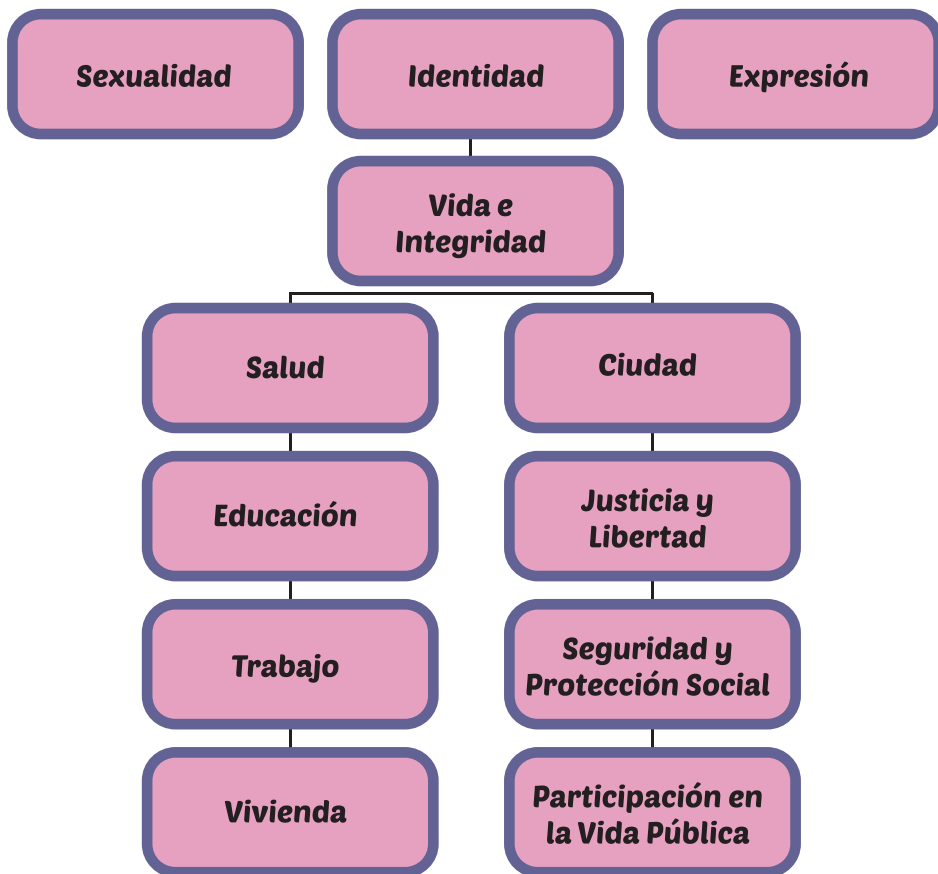 Sexualidad
Identidad
Expresión
Vida e
Integridad
Salud
Ciudad
Educación
Justicia y
Libertad
Trabajo
Seguridad y
Protección Social
Vivienda
Participación en
la Vida Pública